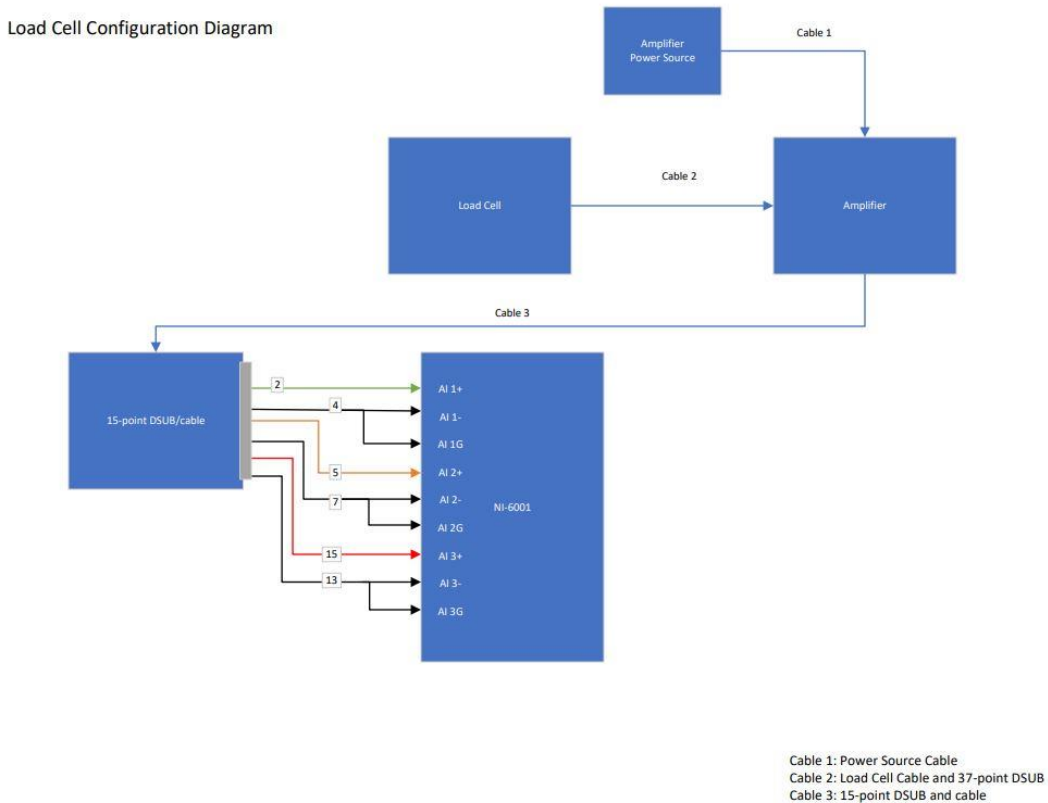 Load Cell Configuration Diagram
Amplifier
Power Source
Cable 1
Load Cell
Cable 2
Amplifier
Cable 3
15-point DSUB/cable
2
4
5
7
15
13
AI 1+
AI 1-
AI 1G
AI 2+
AI 2-
AI 2G
AI 3+
AI 3-
AI 3G
NI-6001
Cable 1: Power Source Cable
Cable 2: Load Cell Cable and 37-point DSUB
Cable 3: 15-point DSUB and cable